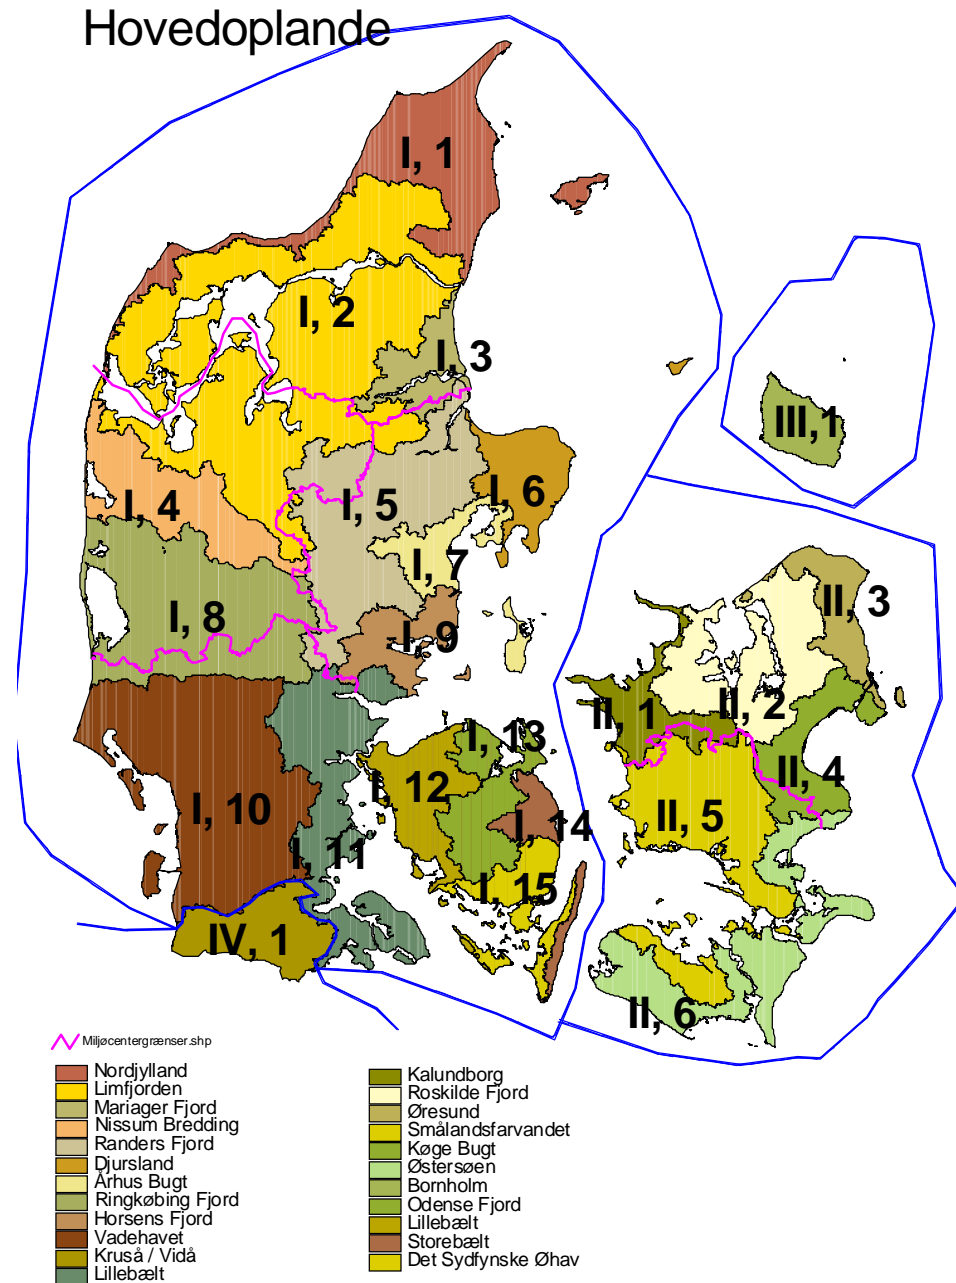 Hovedoplande
I, 1
I, 2
I, 3
III,1
I, 4
I, 5
I, 6
I, 7
II, 3
I, 8
I, 9
II, 1
II, 2
I, 13
II, 4
I, 12
I, 10
II, 5
I, 14
I, 11
I, 15
IV, 1
II, 6
Miljøcentergrænser.shp
Nordjylland
Limfjorden
Mariager Fjord
Nissum Bredding
Randers Fjord
Djursland
Århus Bugt
Ringkøbing Fjord
Horsens Fjord
Vadehavet
Kruså / Vidå
Lillebælt
Kalundborg
Roskilde Fjord
Øresund
Smålandsfarvandet
Køge Bugt
Østersøen
Bornholm
Odense Fjord
Lillebælt
Storebælt
Det Sydfynske Øhav